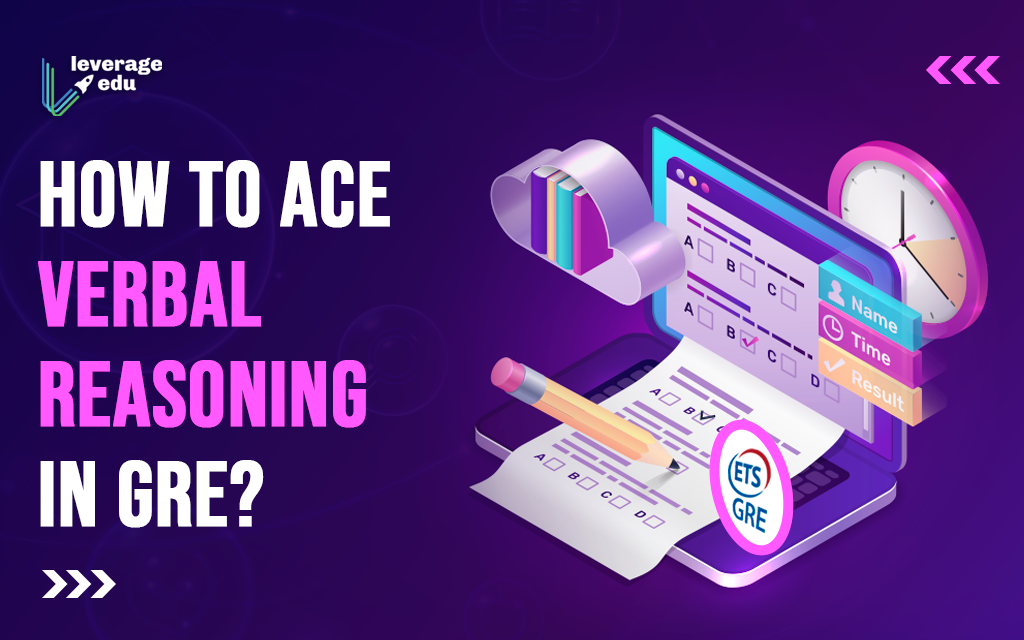 leverage
edu
HOW TO ACE
VERBAL
REASONING
IN GRE?
A
B
C
A
B
C
D
Name
Time
Result
A
B
C
A
B
C
D
ETS
GRE